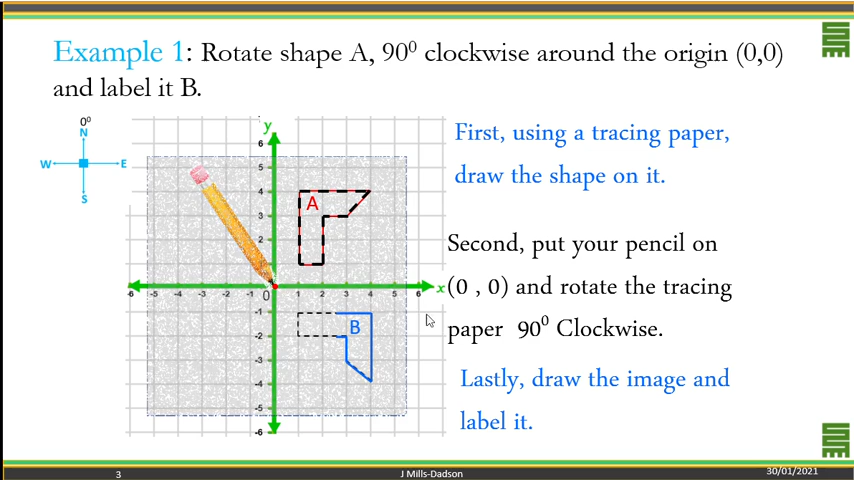 Example 1: Rotate shape A, 90⁰ clockwise around the origin (0,0)
and label it B.
0⁰
N
W E
S
First, using a tracing paper,
draw the shape on it.
Second, put your pencil on
(0 , 0) and rotate the tracing
paper 90⁰ Clockwise.
Lastly, draw the image and
label it.
y
6
5
4
3
2
A
-6 -5 -4 -3 -2 -1 0 1 2 3 4 5 6 x
-1
-2
-3
-4
-5
-6
B
3 J Mills-Dadson 30/01/2021